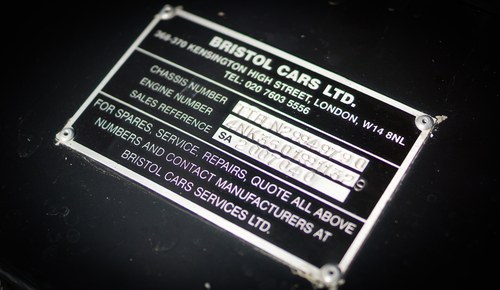 BRISTOL CARS LTD.
368-370 KENSINGTON HIGH STREET, LONDON, W14 8NL
TEL: 020 7603 5556
CHASSIS NUMBER
ENGINE NUMBER
SALES REFERENCE SA
FOR SPARES, SERVICE, REPAIRS, QUOTE ALL ABOVE
NUMBERS AND CONTACT MANUFACTURERS AT
BRISTOL CARS SERVICES LTD.